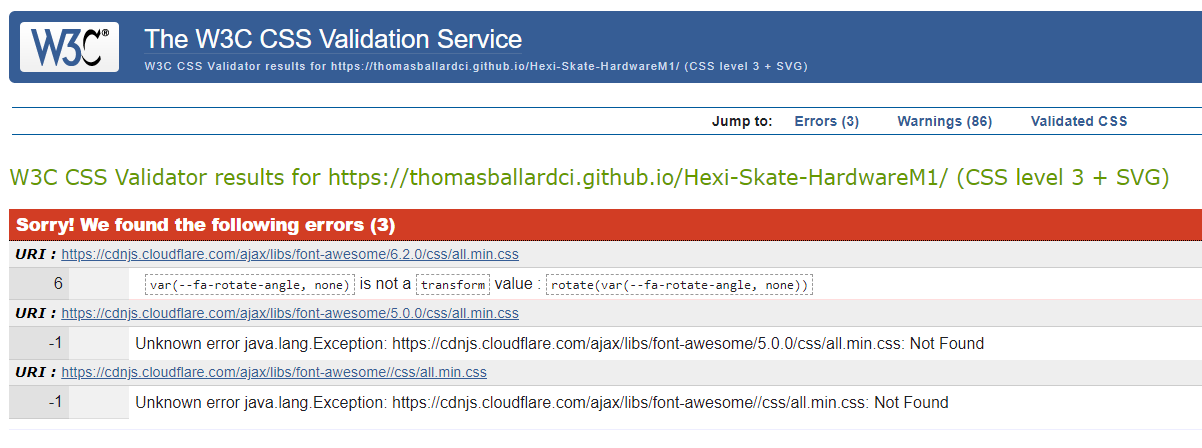 W3C®
The W3C CSS Validation Service
W3C CSS Validator results for https://thomasballardci.github.io/Hexi-Skate-HardwareM1/ (CSS level 3 + SVG)
Jump to: Errors (3) Warnings (86) Validated CSS
W3C CSS Validator results for https://thomasballardci.github.io/Hexi-Skate-HardwareM1/ (CSS level 3 + SVG)
Sorry! We found the following errors (3)
URI : https://cdnjs.cloudflare.com/ajax/libs/font-awesome/6.2.0/css/all.min.css
6 var(--fa-rotate-angle, none) is not a transform value : rotate(var(--fa-rotate-angle, none))
URI : https://cdnjs.cloudflare.com/ajax/libs/font-awesome/5.0.0/css/all.min.css
-1 Unknown error java.lang.Exception: https://cdnjs.cloudflare.com/ajax/libs/font-awesome/5.0.0/css/all.min.css: Not Found
URI : https://cdnjs.cloudflare.com/ajax/libs/font-awesome//css/all.min.css
-1 Unknown error java.lang.Exception: https://cdnjs.cloudflare.com/ajax/libs/font-awesome//css/all.min.css: Not Found